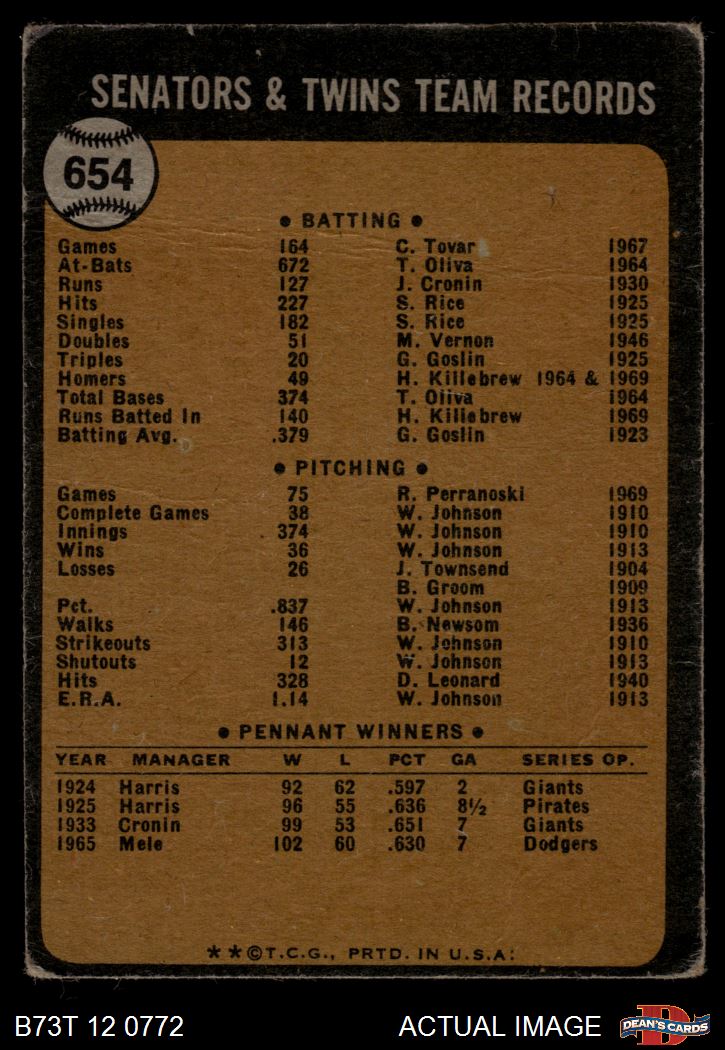 SENATORS & TWINS TEAM RECORDS
654
• BATTING •
Games 164 C. Tovar 1967
At-Bats 672 T. Oliva 1964
Runs 127 J. Cronin 1930
Hits 227 S. Rice 1925
Singles 182 S. Rice 1925
Doubles 51 M. Vernon 1946
Triples 20 G. Goslin 1925
Homers 49 H. Killebrew 1964 & 1969
Total Bases 374 T. Oliva 1964
Runs Batted In 140 H. Killebrew 1969
Batting Avg. .379 G. Goslin 1923
• PITCHING •
Games 75 R. Perranoski 1969
Complete Games 38 W. Johnson 1910
Innings 374 W. Johnson 1910
Wins 36 W. Johnson 1913
Losses 26 J. Townsend 1904
B. Groom 1909
Pct. .837 W. Johnson 1913
Walks 146 B. Newsom 1936
Strikeouts 313 W. Johnson 1910
Shutouts 12 W. Johnson 1913
Hits 328 D. Leonard 1940
E.R.A. 1.14 W. Johnson 1913
• PENNANT WINNERS •
YEAR MANAGER W L PCT GA SERIES OP.
1924 Harris 92 62 .597 2 Giants
1925 Harris 96 55 .636 8½ Pirates
1933 Cronin 99 53 .651 7 Giants
1965 Mele 102 60 .630 7 Dodgers
* * © T.C.G., PRTD. IN U.S.A.
B73T 12 0772 ACTUAL IMAGE D DEAN'S CARDS